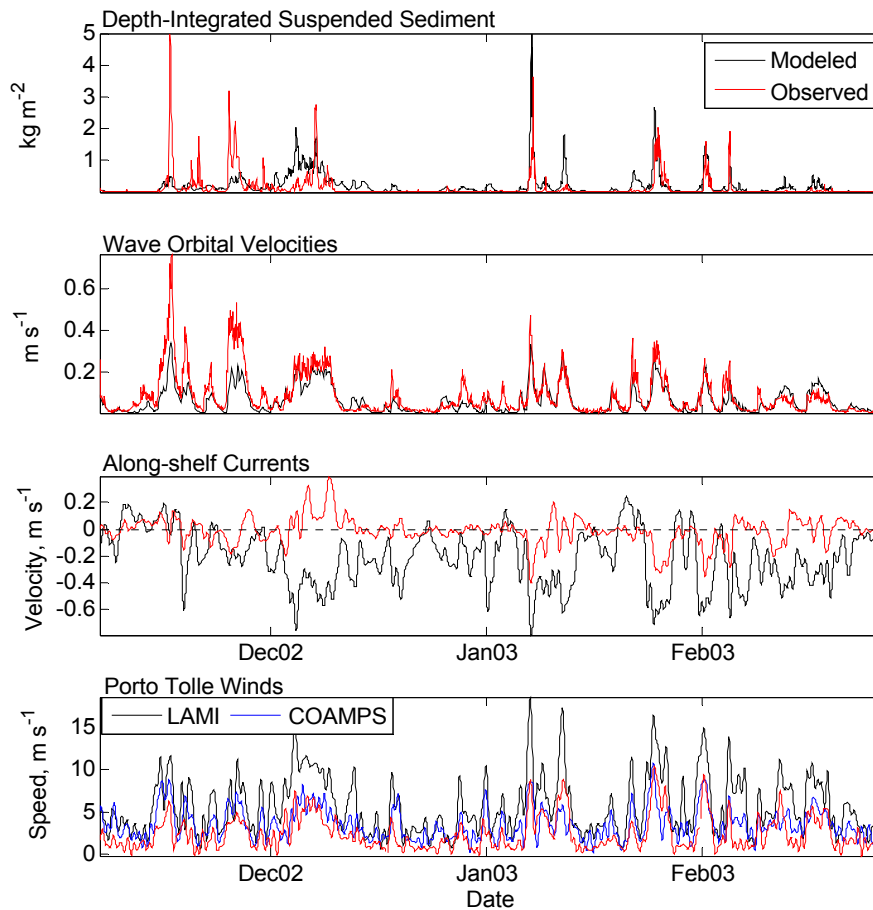 Depth-Integrated Suspended Sediment
kg m-2
5
4
3
2
1
Modeled
Observed
Wave Orbital Velocities
m s-1
0.6
0.4
0.2
Along-shelf Currents
Velocity, m s-1
0.2
0
-0.2
-0.4
-0.6
Dec02 Jan03 Feb03
Porto Tolle Winds
LAMI COAMPS
Speed, m s-1
15
10
5
0
Dec02 Jan03 Feb03
Date